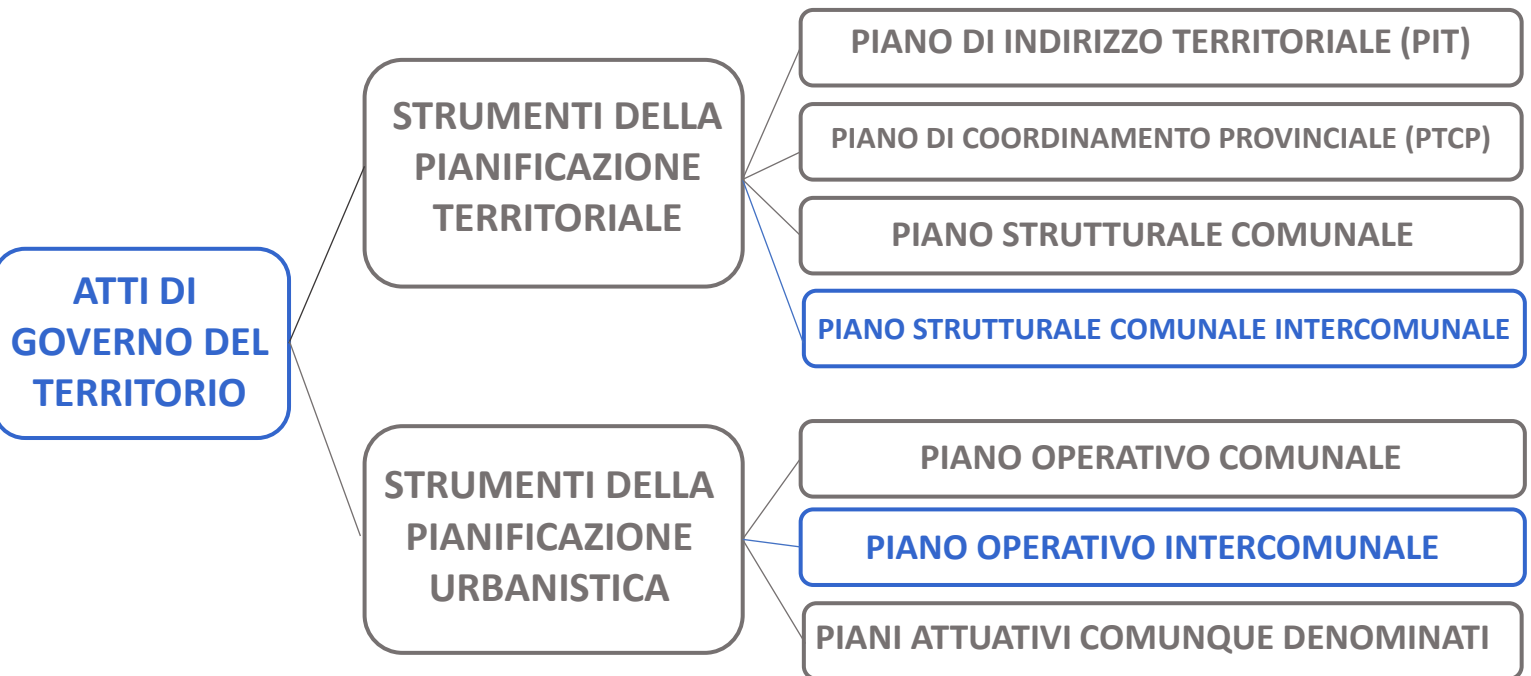 ATTI DI
GOVERNO DEL
TERRITORIO
STRUMENTI DELLA
PIANIFICAZIONE
TERRITORIALE
PIANO DI INDIRIZZO TERRITORIALE (PIT)
PIANO DI COORDINAMENTO PROVINCIALE (PTCP)
PIANO STRUTTURALE COMUNALE
PIANO STRUTTURALE COMUNALE INTERCOMUNALE
STRUMENTI DELLA
PIANIFICAZIONE
URBANISTICA
PIANO OPERATIVO COMUNALE
PIANO OPERATIVO INTERCOMUNALE
PIANI ATTUATIVI COMUNQUE DENOMINATI